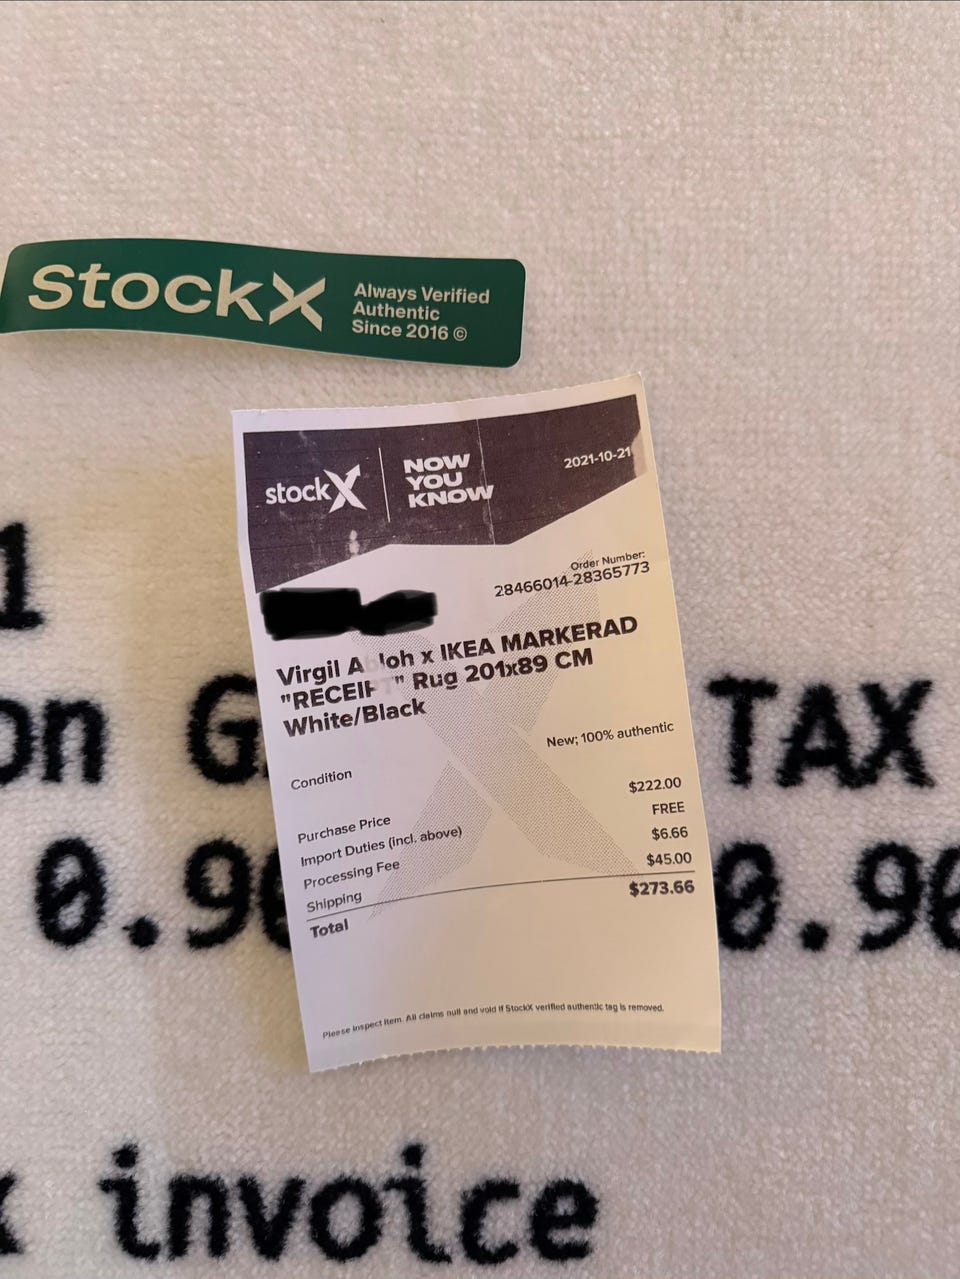 StockX
Always Verified
Authentic
Since 2016 ©
stockX
NOW
YOU
KNOW
2021-10-21
Order Number:
28466014-28365773
Virgil A loh x IKEA MARKERAD
"RECEIPT" Rug 201x89 CM
White/Black
Condition New; 100% authentic
Purchase Price $222.00
Import Duties (incl. above) FREE
Processing Fee $6.66
Shipping $45.00
Total $273.66
Please inspect item. All claims null and void if StockX verified authentic tag is removed.
1
on G TAX
0.90 0.90
invoice